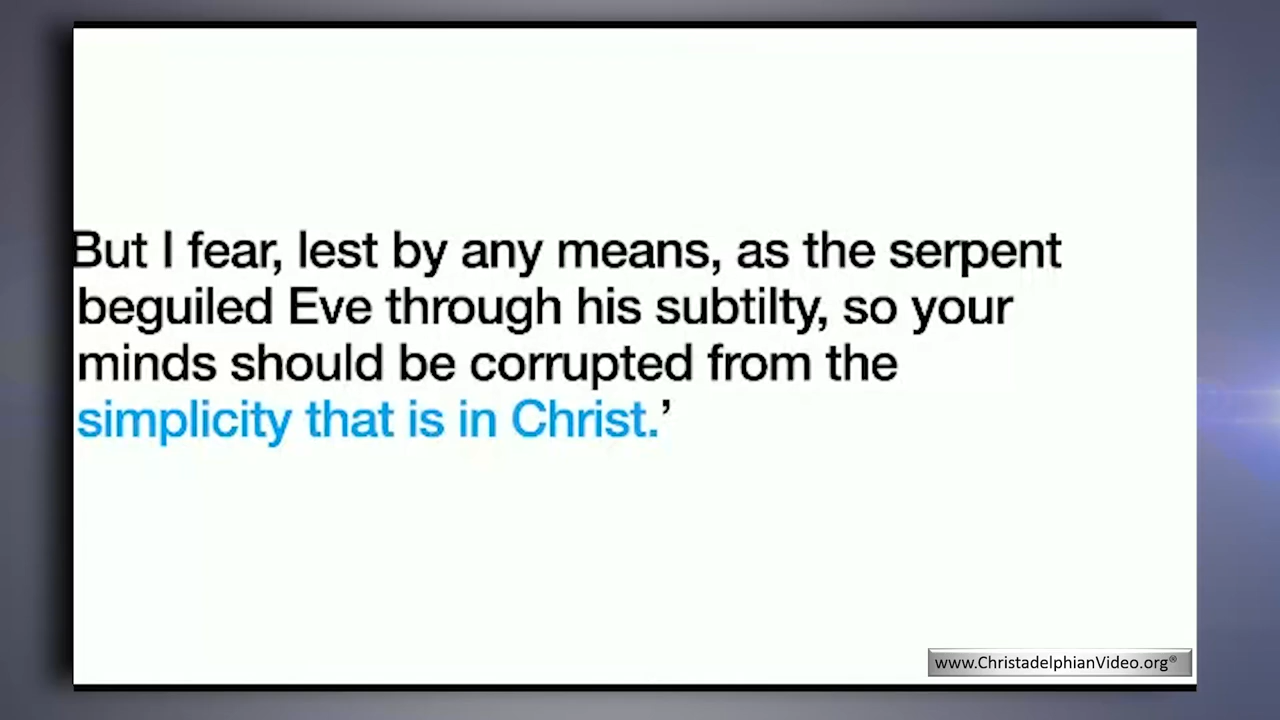 But I fear, lest by any means, as the serpent
beguiled Eve through his subtilty, so your
minds should be corrupted from the
simplicity that is in Christ.’
www.ChristadelphianVideo.org®